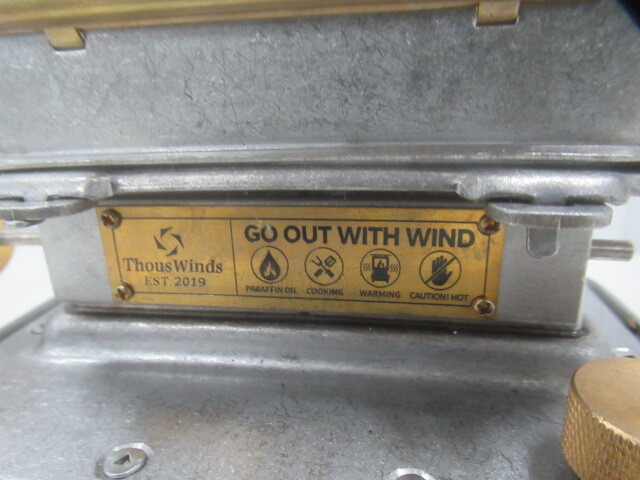 ThousWinds
EST 2019
GO OUT WITH WIND
PARAFFIN OIL
COOKING
WARMING
CAUTION! HOT